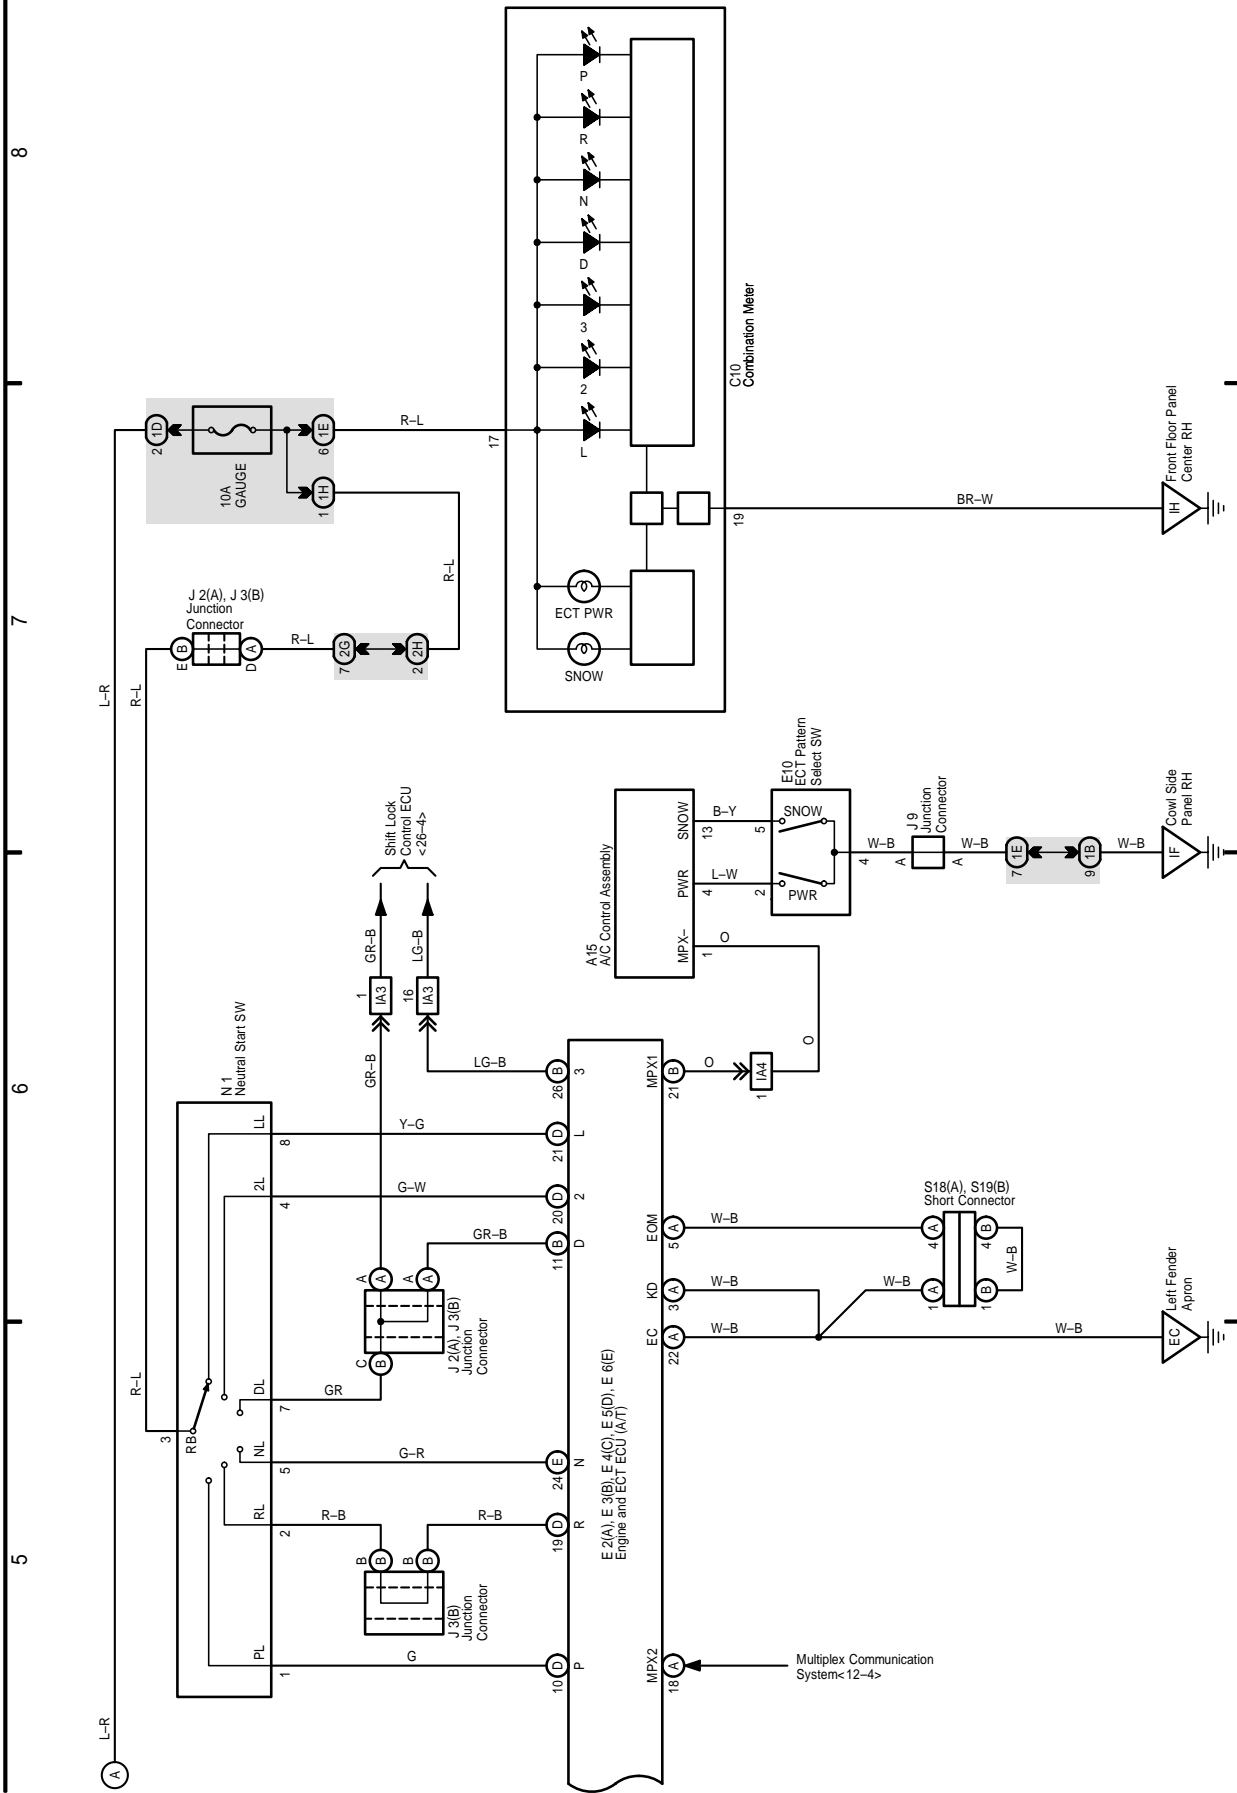 8
7
6
5
P
R
N
D
3
2
L
C10
Combination Meter
17
19
ECT PWR
SNOW
2
1D
10A
GAUGE
6
1E
1
1H
R–L
R–L
BR–W
IH
Front Floor Panel
Center RH
J 2(A), J 3(B)
Junction
Connector
E
B
D
A
R–L
7
2G
2
2H
L–R
R–L
Shift Lock
Control ECU
<26–4>
GR–B
LG–B
1
IA3
16
IA3
GR–B
LG–B
A15
A/C Control Assembly
SNOW
13
B–Y
PWR
4
L–W
MPX–
1
O
E10
ECT Pattern
Select SW
5
SNOW
2
PWR
4
W–B
A
J 9
Junction
Connector
A
W–B
7
1E
9
1B
W–B
IF
Cowl Side
Panel RH
N 1
Neutral Start SW
LL
8
Y–G
21
D
L
2L
4
G–W
20
D
2
26
B
3
MPX1
21
B
O
1
IA4
O
GR–B
11
B
D
A
A
A
A
J 2(A), J 3(B)
Junction
Connector
C
B
EOM
5
A
W–B
KD
3
A
W–B
EC
22
A
W–B
W–B
S18(A), S19(B)
Short Connector
4
A
4
B
1
A
1
B
W–B
W–B
EC
Left Fender
Apron
R–L
3
RB
DL
7
GR
NL
5
G–R
24
E
N
RL
2
R–B
R–B
19
D
R
B
B
B
B
J 3(B)
Junction
Connector
E 2(A), E 3(B), E 4(C), E 5(D), E 6(E)
Engine and ECT ECU (A/T)
PL
1
G
10
D
P
MPX2
18
A
Multiplex Communication
System<12–4>
L–R
A